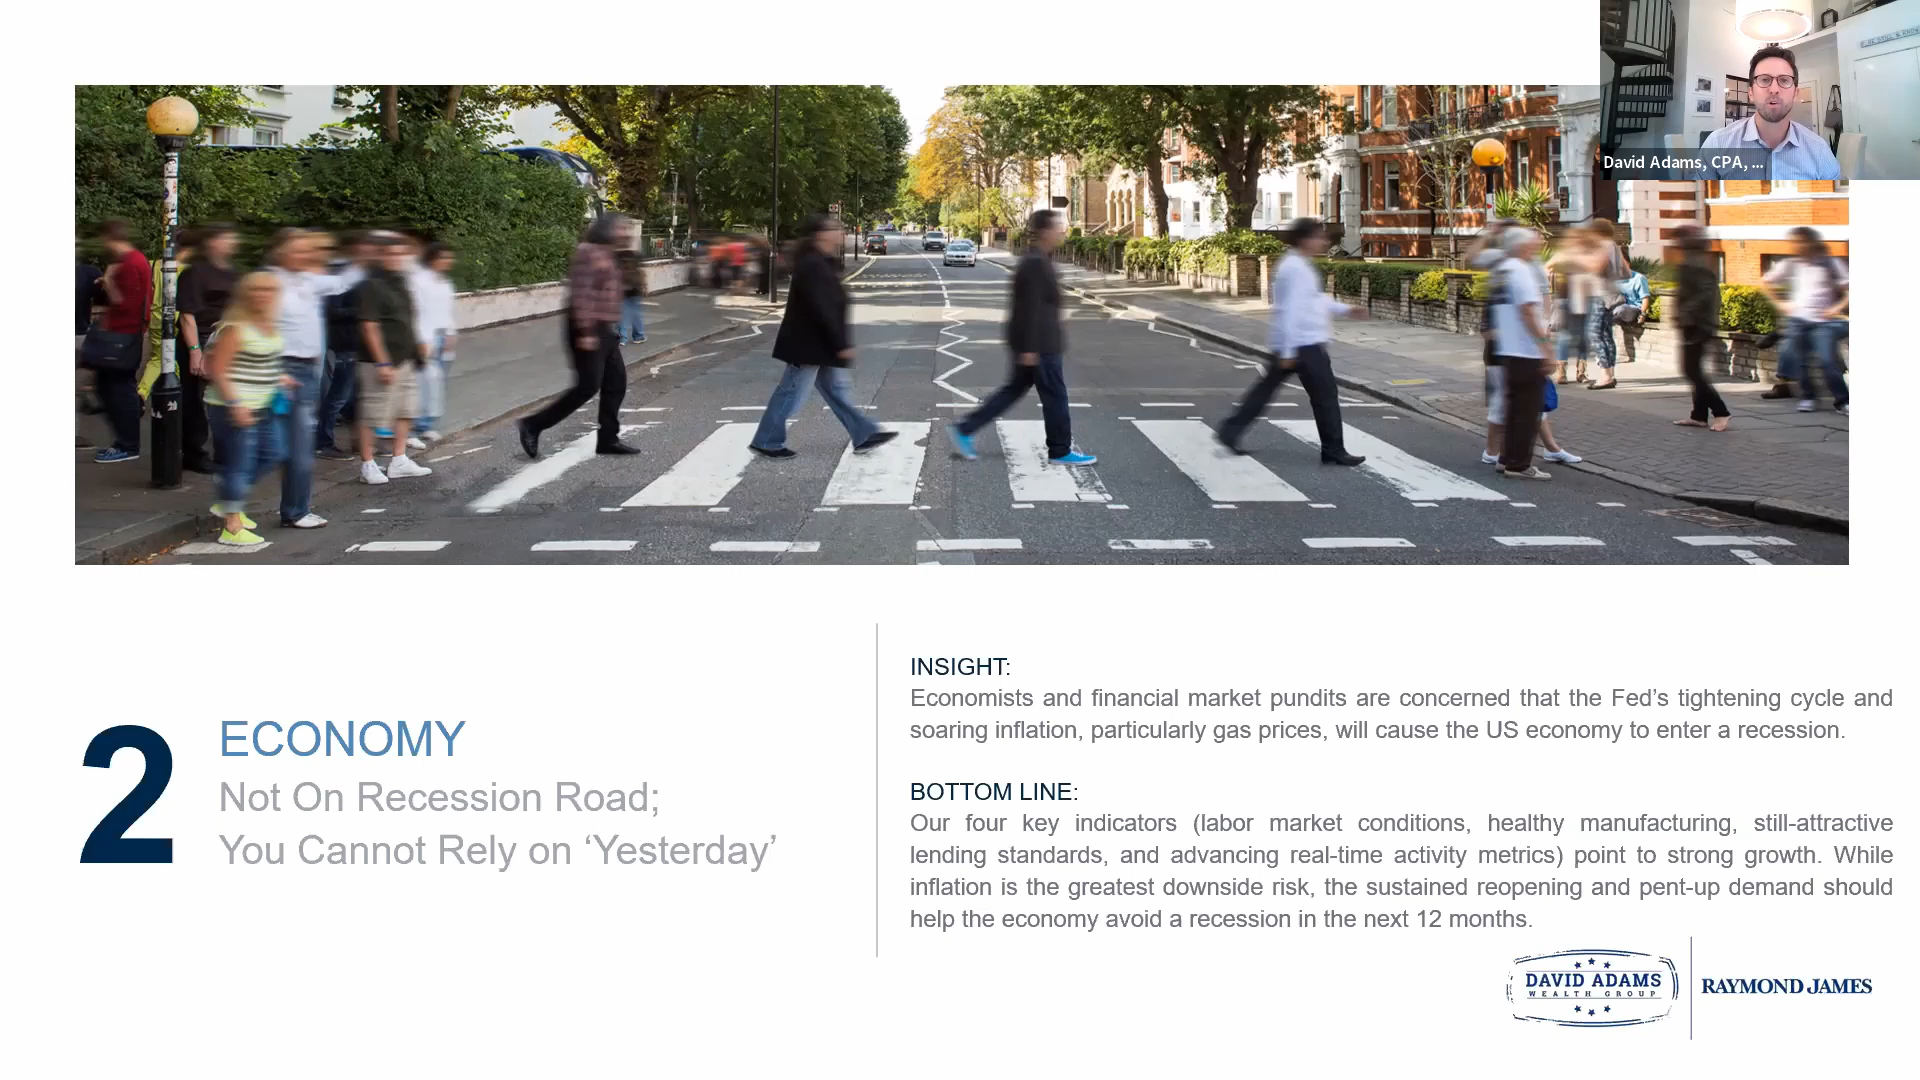 David Adams, CPA, ...
2
ECONOMY
Not On Recession Road;
You Cannot Rely on ‘Yesterday’
INSIGHT:
Economists and financial market pundits are concerned that the Fed’s tightening cycle and
soaring inflation, particularly gas prices, will cause the US economy to enter a recession.
BOTTOM LINE:
Our four key indicators (labor market conditions, healthy manufacturing, still-attractive
lending standards, and advancing real-time activity metrics) point to strong growth. While
inflation is the greatest downside risk, the sustained reopening and pent-up demand should
help the economy avoid a recession in the next 12 months.
DAVID ADAMS
WEALTH GROUP
RAYMOND JAMES